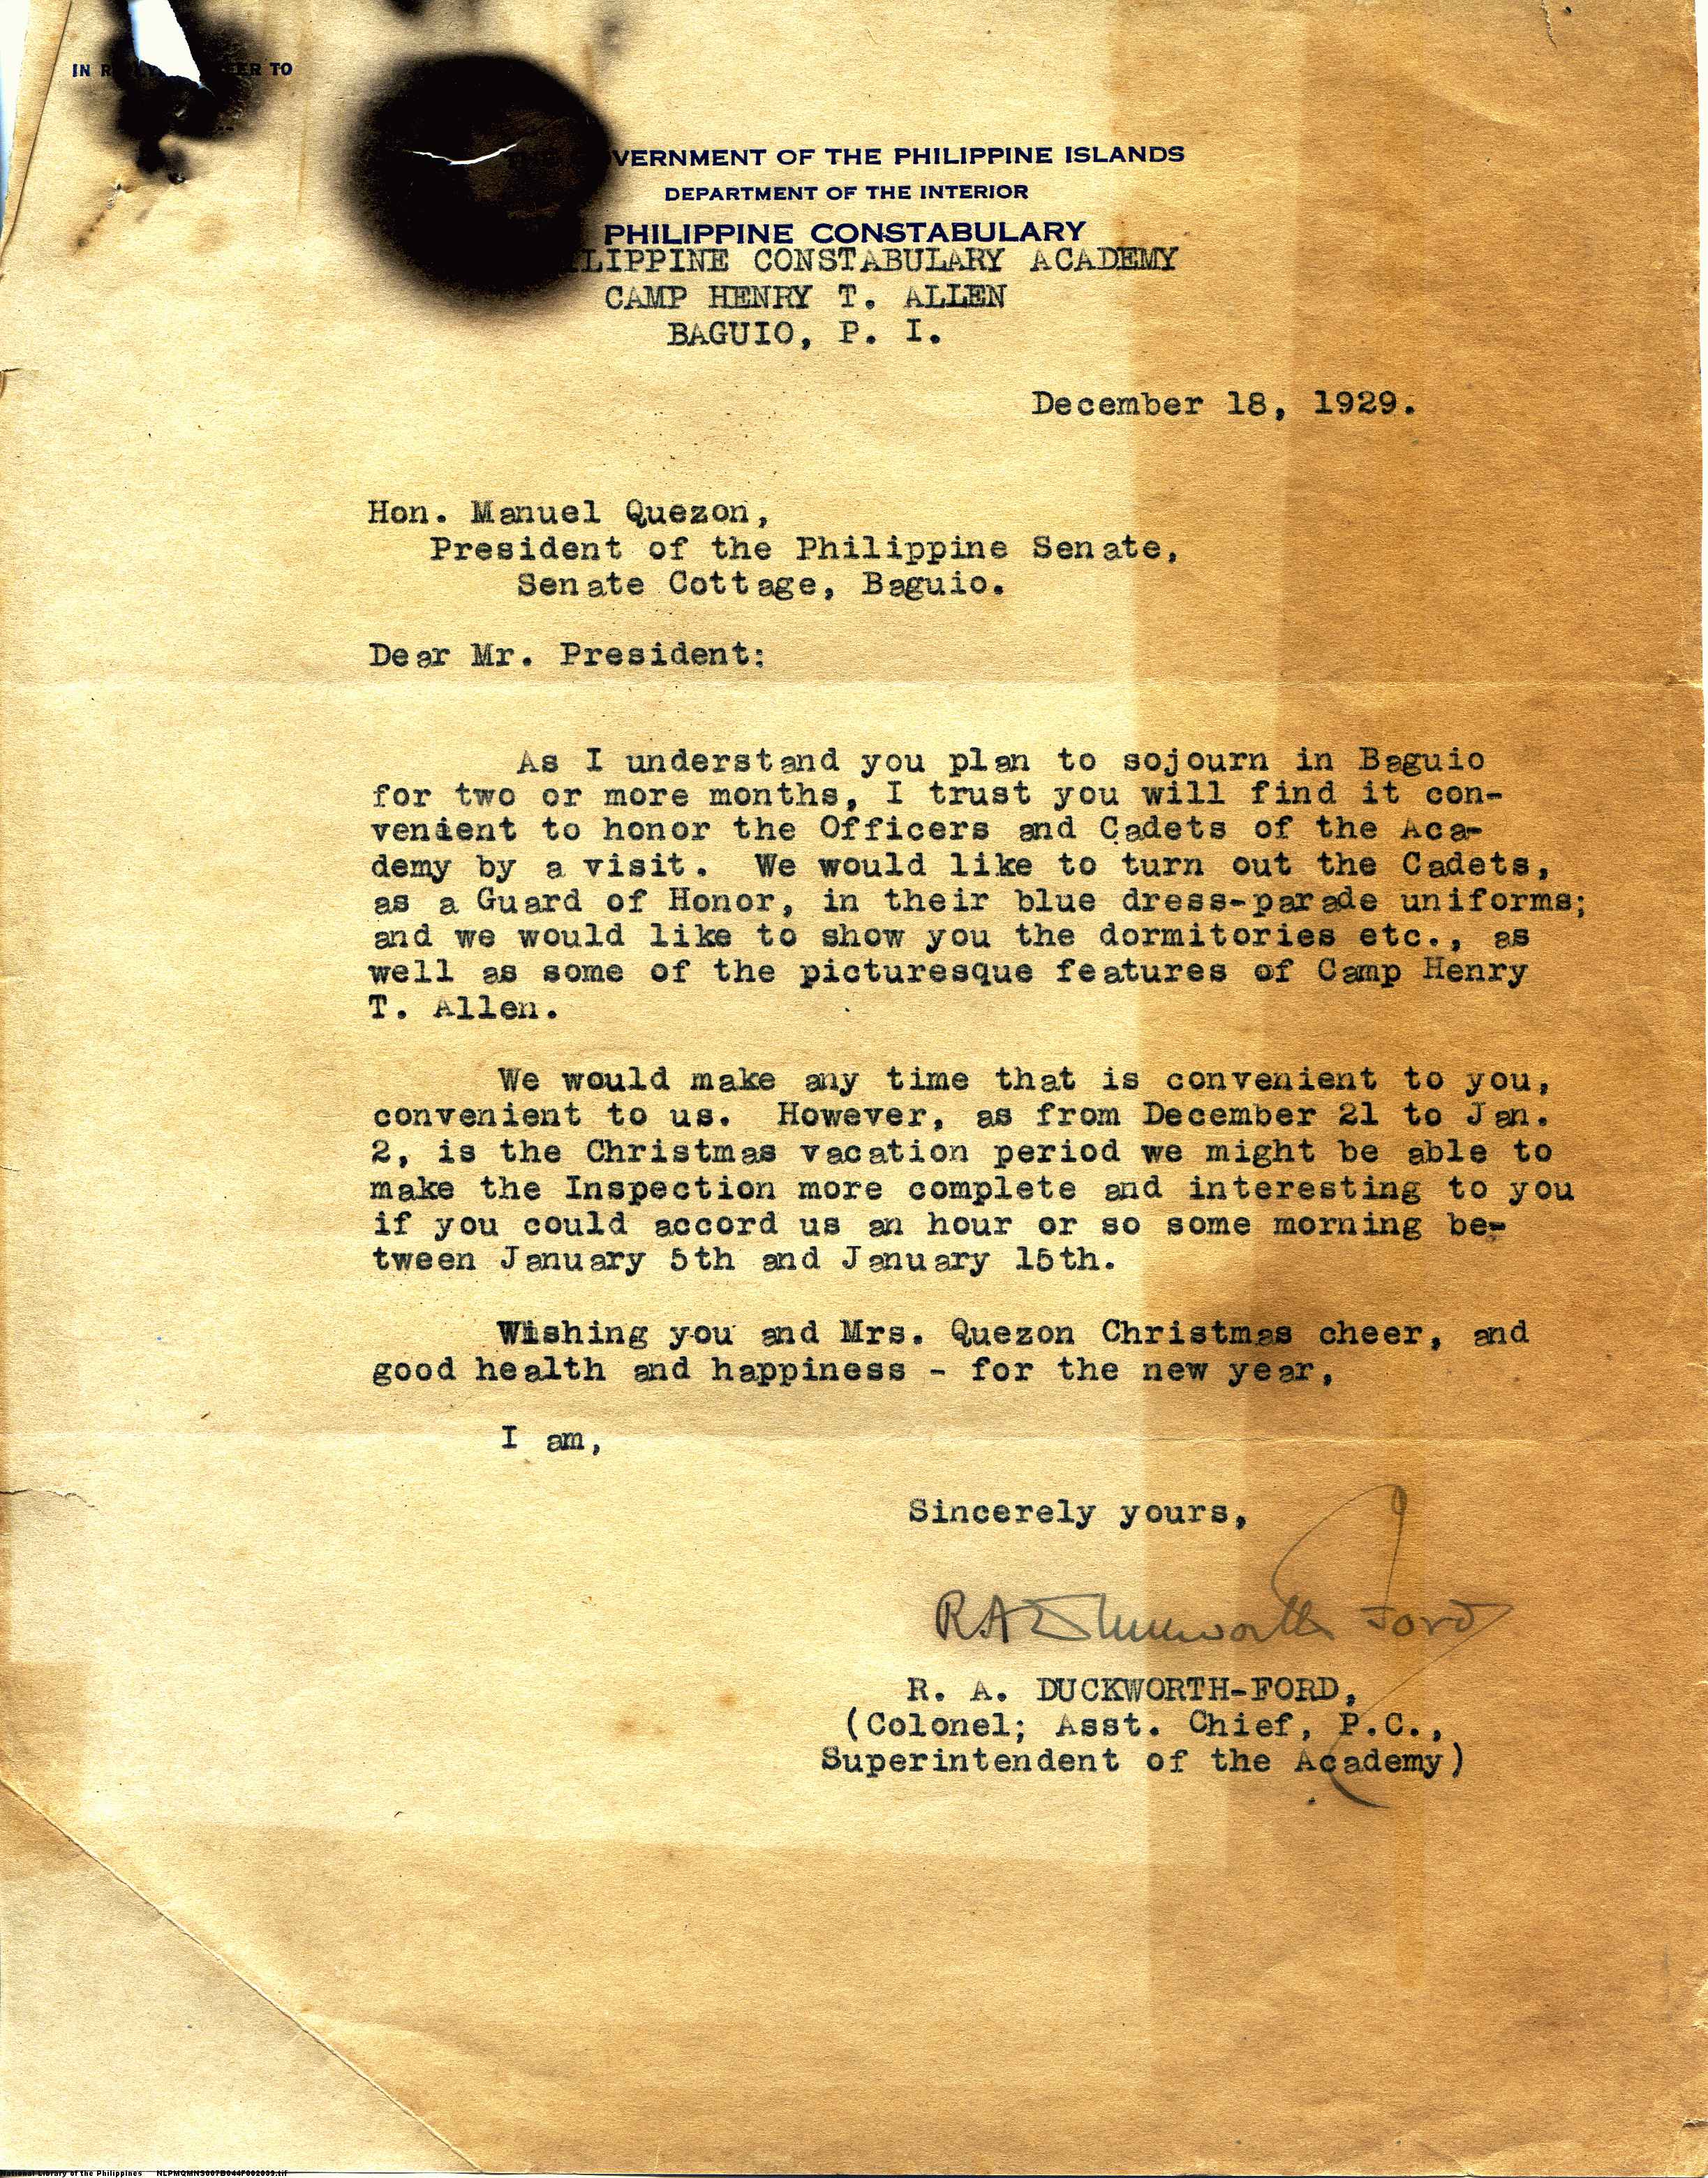 IN R ER TO
VERNMENT OF THE PHILIPPINE ISLANDS
DEPARTMENT OF THE INTERIOR
PHILIPPINE CONSTABULARY
LIPPINE CONSTABULARY ACADEMY
CAMP HENRY T. ALLEN
BAGUIO, P. I.
December 18, 1929.
Hon. Manuel Quezon,
President of the Philippine Senate,
Senate Cottage, Baguio.
Dear Mr. President:
As I understand you plan to sojourn in Baguio
for two or more months, I trust you will find it con-
venient to honor the Officers and Cadets of the Aca-
demy by a visit. We would like to turn out the Cadets,
as a Guard of Honor, in their blue dress-parade uniforms;
and we would like to show you the dormitories etc., as
well as some of the picturesque features of Camp Henry
T. Allen.
We would make any time that is convenient to you,
convenient to us. However, as from December 21 to Jan.
2, is the Christmas vacation period we might be able to
make the Inspection more complete and interesting to you
if you could accord us an hour or so some morning be-
tween January 5th and January 15th.
Wishing you and Mrs. Quezon Christmas cheer, and
good health and happiness - for the new year,
I am,
Sincerely yours,
R A Duckworth Ford
R. A. DUCKWORTH-FORD,
(Colonel; Asst. Chief, P.C.,
Superintendent of the Academy)
National Library of the Philippines